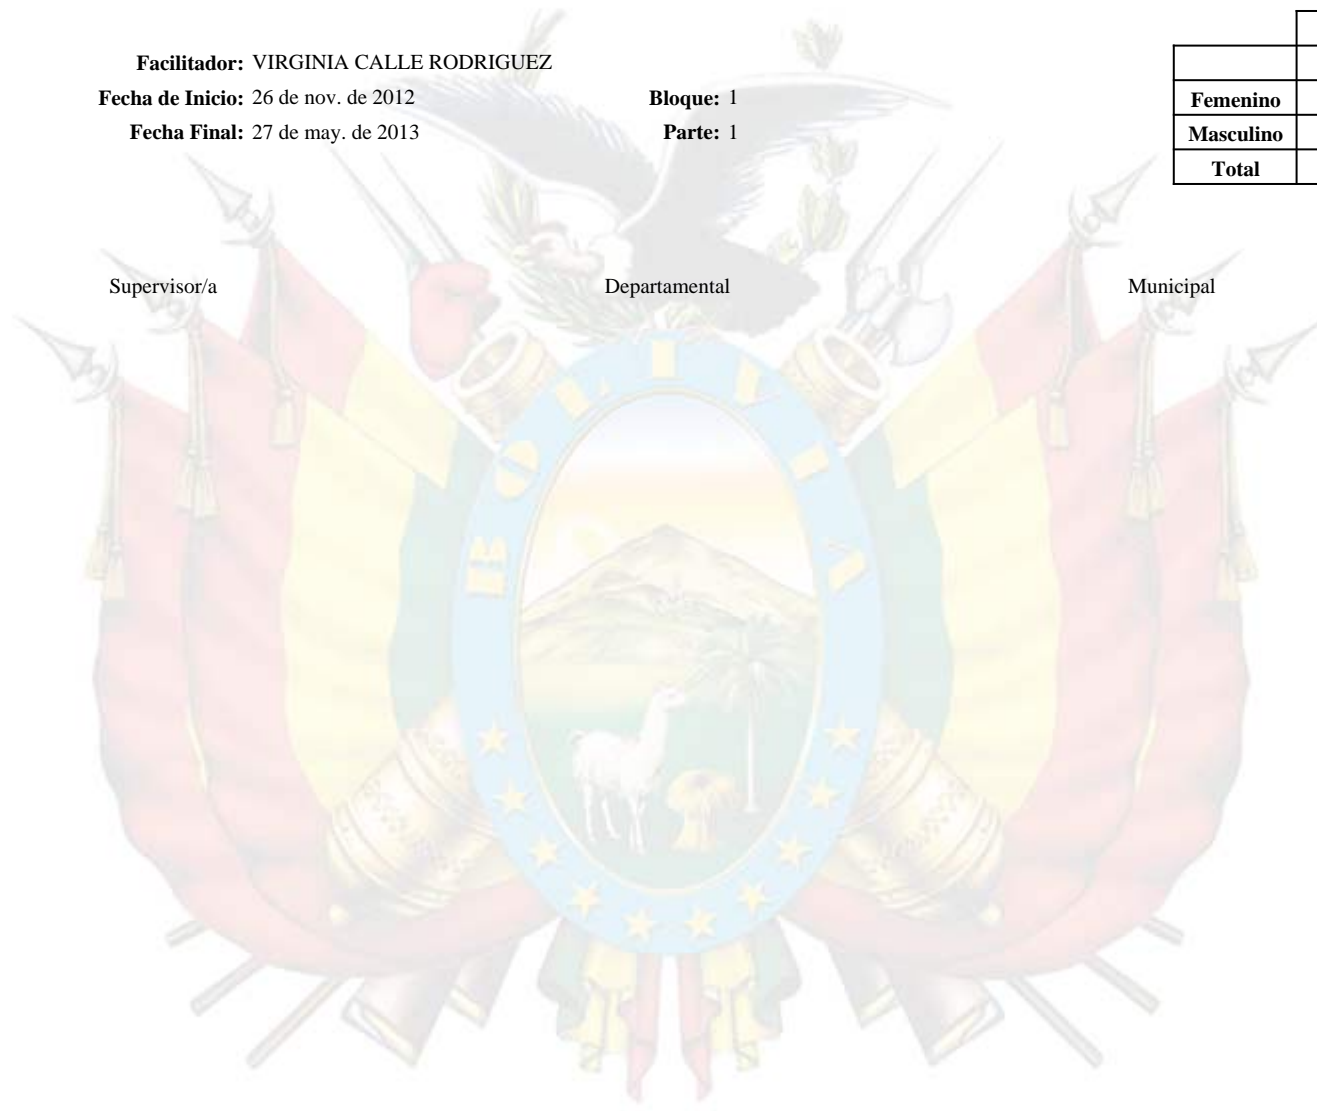 Facilitador: VIRGINIA CALLE RODRIGUEZ
Fecha de Inicio: 26 de nov. de 2012 Bloque: 1
Fecha Final: 27 de may. de 2013 Parte: 1
Femenino
Masculino
Total
Supervisor/a Departamental Municipal
BOLIVIA